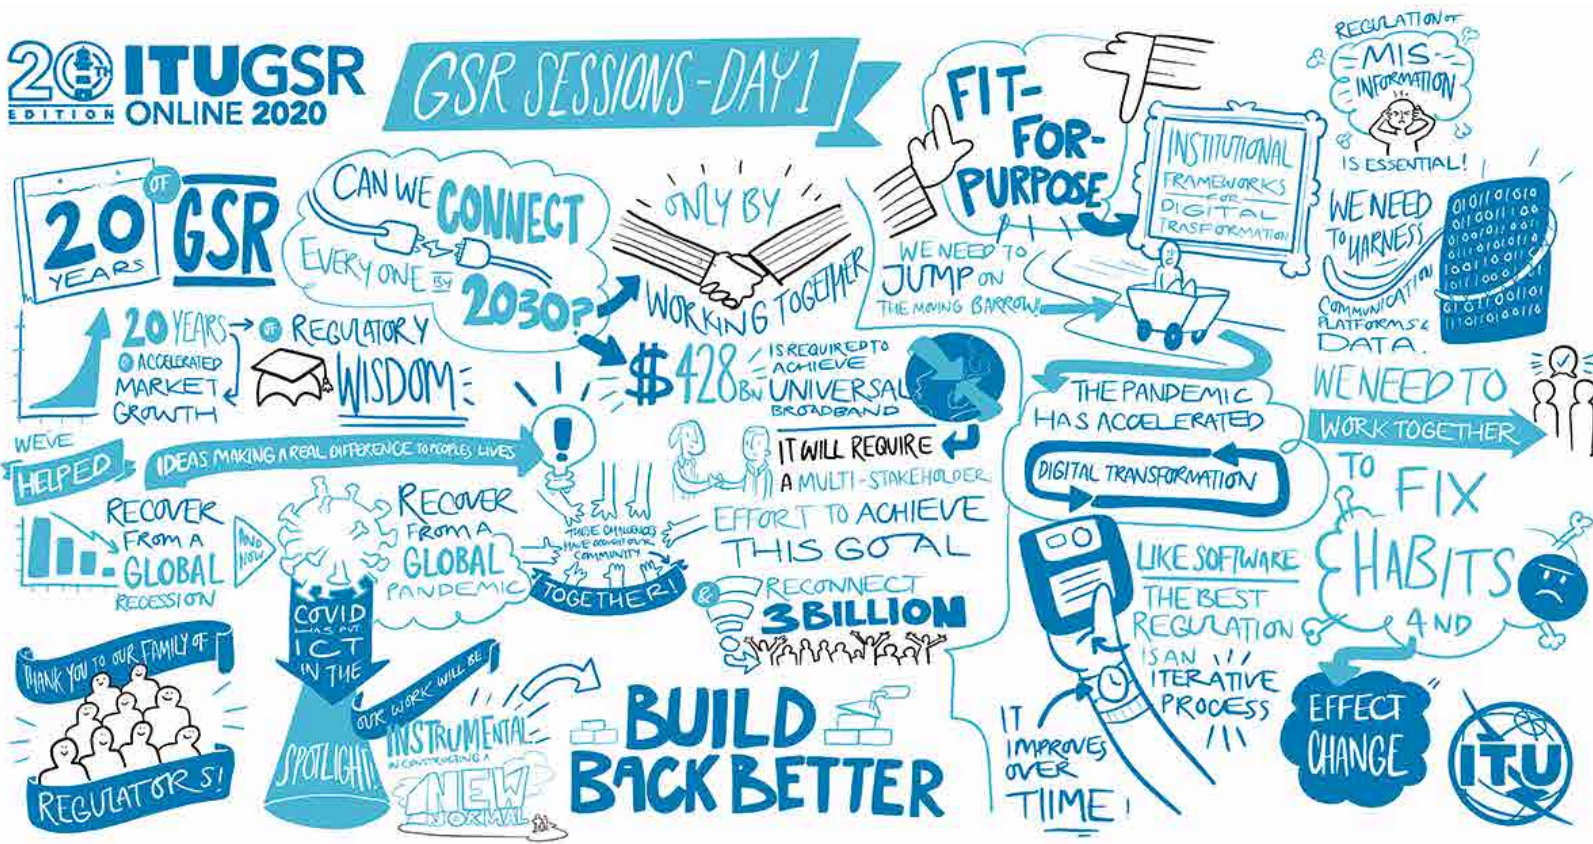 20TH
EDITION
ITUGSR
ONLINE 2020
GSR SESSIONS - DAY 1
20
YEARS
OF
GSR
20 YEARS
OF REGULATORY
WISDOM
OF ACCELERATED
MARKET
GROWTH
CAN WE
CONNECT
EVERYONE BY
2030?
ONLY BY
WORKING TOGETHER
$428BN
IS REQUIRED TO
ACHIEVE
UNIVERSAL
BROADBAND
IT WILL REQUIRE
A MULTI-STAKEHOLDER
EFFORT TO ACHIEVE
THIS GOAL
& RECONNECT
3 BILLION
WE'VE
HELPED
IDEAS MAKING A REAL DIFFERENCE TO PEOPLES LIVES
RECOVER
FROM A
GLOBAL
RECESSION
AND
NOW
RECOVER
FROM A
GLOBAL
PANDEMIC
THESE CHALLENGES
HAVE BROUGHT OUR
COMMUNITY
TOGETHER!
THANK YOU TO OUR FAMILY OF
REGULATORS!
COVID
HAS PUT
ICT
IN THE
SPOTLIGHT!
OUR WORK WILL BE
INSTRUMENTAL
IN CONSTRUCTING A
NEW
NORMAL
BUILD
BACK BETTER
FIT-
FOR-
PURPOSE
INSTITUTIONAL
FRAMEWORKS
FOR
DIGITAL
TRASFORMATION
WE NEED TO
JUMP ON
THE MOVING BARROW!
THE PANDEMIC
HAS ACCELERATED
DIGITAL TRANSFORMATION
LIKE SOFTWARE
THE BEST
REGULATION
IS AN
ITERATIVE
PROCESS
IT
IMPROVES
OVER
TIIME!
REGULATION OF
MIS-
INFORMATION
IS ESSENTIAL!
WE NEED
TO HARNESS
COMMUNICATION
PLATFORMS &
DATA.
WE NEED TO
WORK TOGETHER
TO FIX
HABITS
AND
EFFECT
CHANGE
ITU